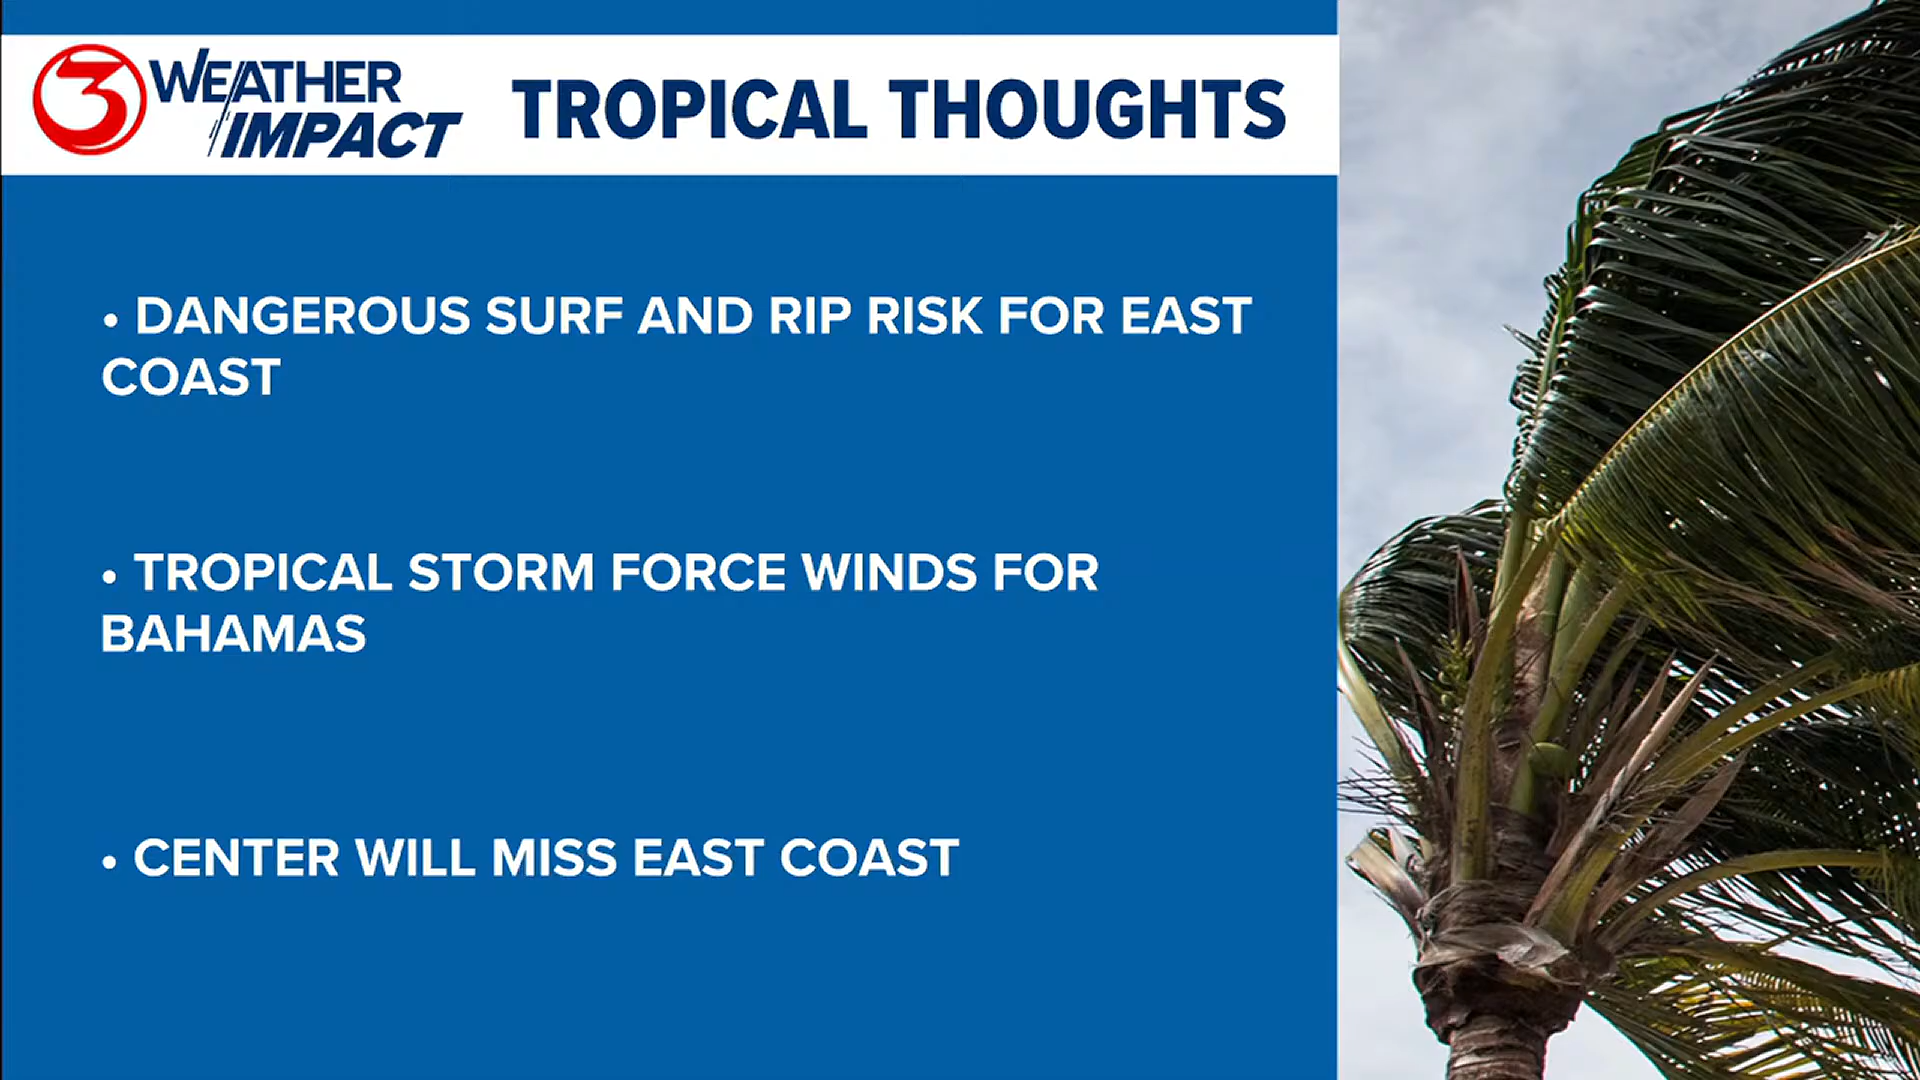 3 WEATHER IMPACT
TROPICAL THOUGHTS
• DANGEROUS SURF AND RIP RISK FOR EAST
COAST
• TROPICAL STORM FORCE WINDS FOR
BAHAMAS
• CENTER WILL MISS EAST COAST